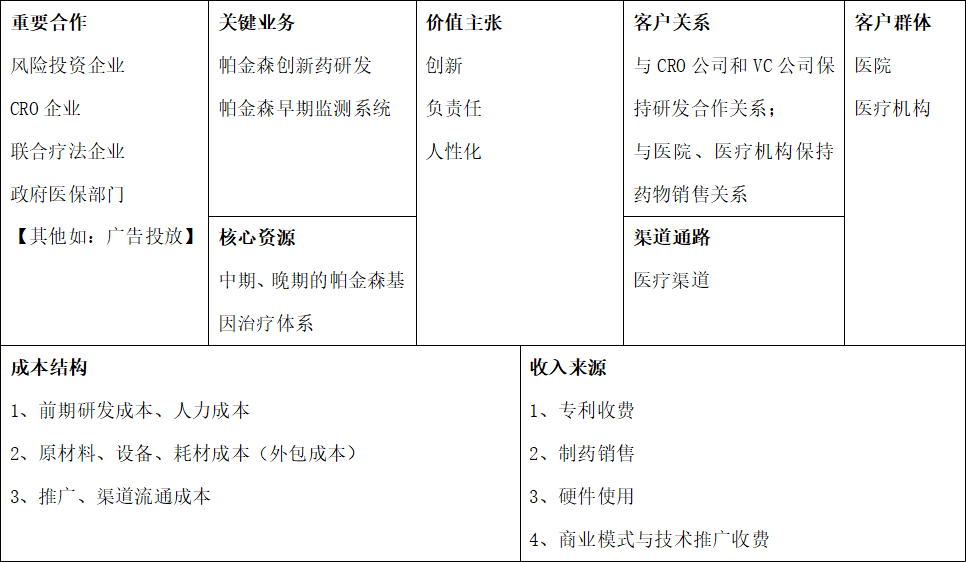 重要合作
风险投资企业
CRO 企业
联合疗法企业
政府医保部门
【其他如：广告投放】
关键业务
帕金森创新药研发
帕金森早期监测系统
核心资源
中期、晚期的帕金森基
因治疗体系
价值主张
创新
负责任
人性化
客户关系
与 CRO 公司和 VC 公司保
持研发合作关系；
与医院、医疗机构保持
药物销售关系
渠道通路
医疗渠道
客户群体
医院
医疗机构
成本结构
1、前期研发成本、人力成本
2、原材料、设备、耗材成本（外包成本）
3、推广、渠道流通成本
收入来源
1、专利收费
2、制药销售
3、硬件使用
4、商业模式与技术推广收费